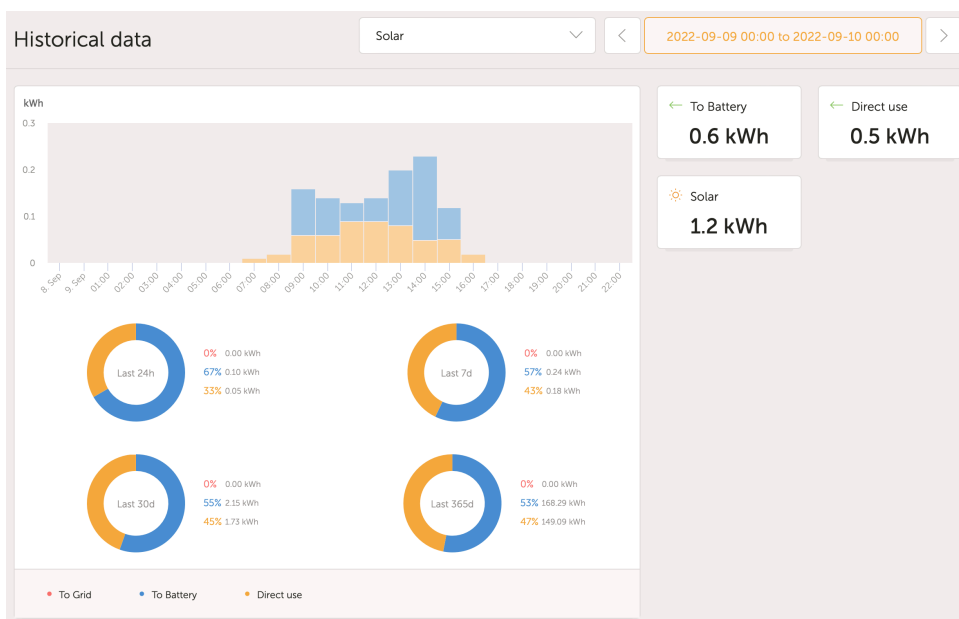 Historical data
Solar
2022-09-09 00:00 to 2022-09-10 00:00
kWh
0.3
0.2
0.1
0
8. Sep 9. Sep 01:00 02:00 03:00 04:00 05:00 06:00 07:00 08:00 09:00 10:00 11:00 12:00 13:00 14:00 15:00 16:00 17:00 18:00 19:00 20:00 21:00 22:00
To Battery
0.6 kWh
Direct use
0.5 kWh
Solar
1.2 kWh
Last 24h
0% 0.00 kWh
67% 0.10 kWh
33% 0.05 kWh
Last 7d
0% 0.00 kWh
57% 0.24 kWh
43% 0.18 kWh
Last 30d
0% 0.00 kWh
55% 2.15 kWh
45% 1.73 kWh
Last 365d
0% 0.00 kWh
53% 168.29 kWh
47% 149.09 kWh
To Grid
To Battery
Direct use